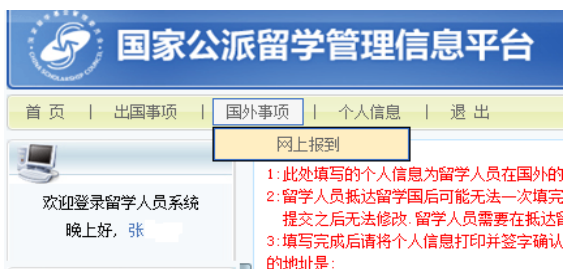 国家公派留学管理信息平台
首 页 | 出国事项 | 国外事项 | 个人信息 | 退 出
网上报到
欢迎登录留学人员系统
晚上好, 张
1:此处填写的个人信息为留学人员在国外的
2:留学人员抵达留学国后可能无法一次填完
提交之后无法修改.留学人员需要在抵达留
3:填写完成后请将个人信息打印并签字确认
的地址是: